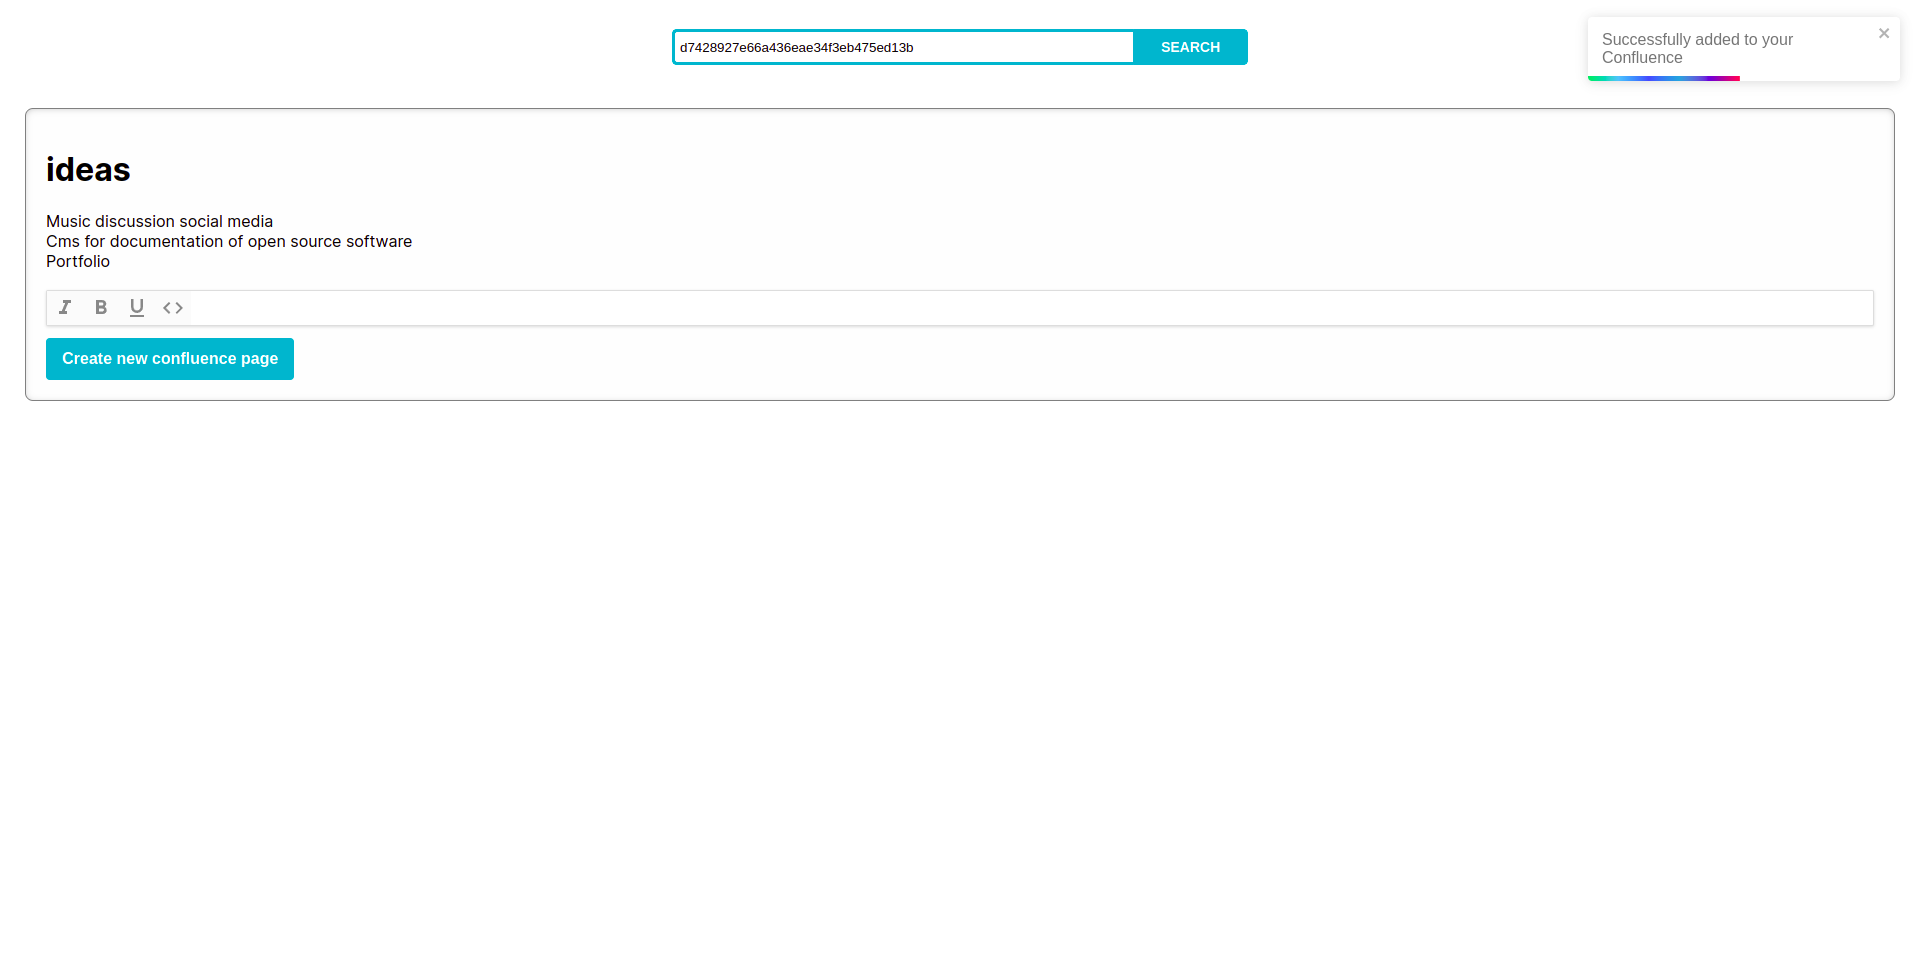 d7428927e66a436eae34f3eb475ed13b
SEARCH
Successfully added to your
Confluence
ideas
Music discussion social media
Cms for documentation of open source software
Portfolio
I B U <>
Create new confluence page